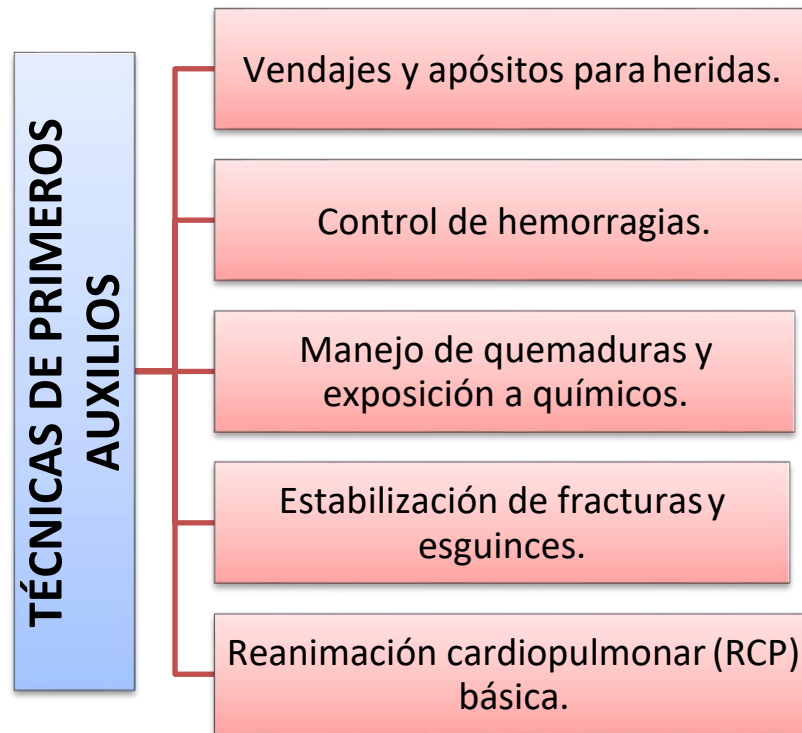 TÉCNICAS DE PRIMEROS
AUXILIOS
Vendajes y apósitos para heridas.
Control de hemorragias.
Manejo de quemaduras y
exposición a químicos.
Estabilización de fracturas y
esguinces.
Reanimación cardiopulmonar (RCP)
básica.